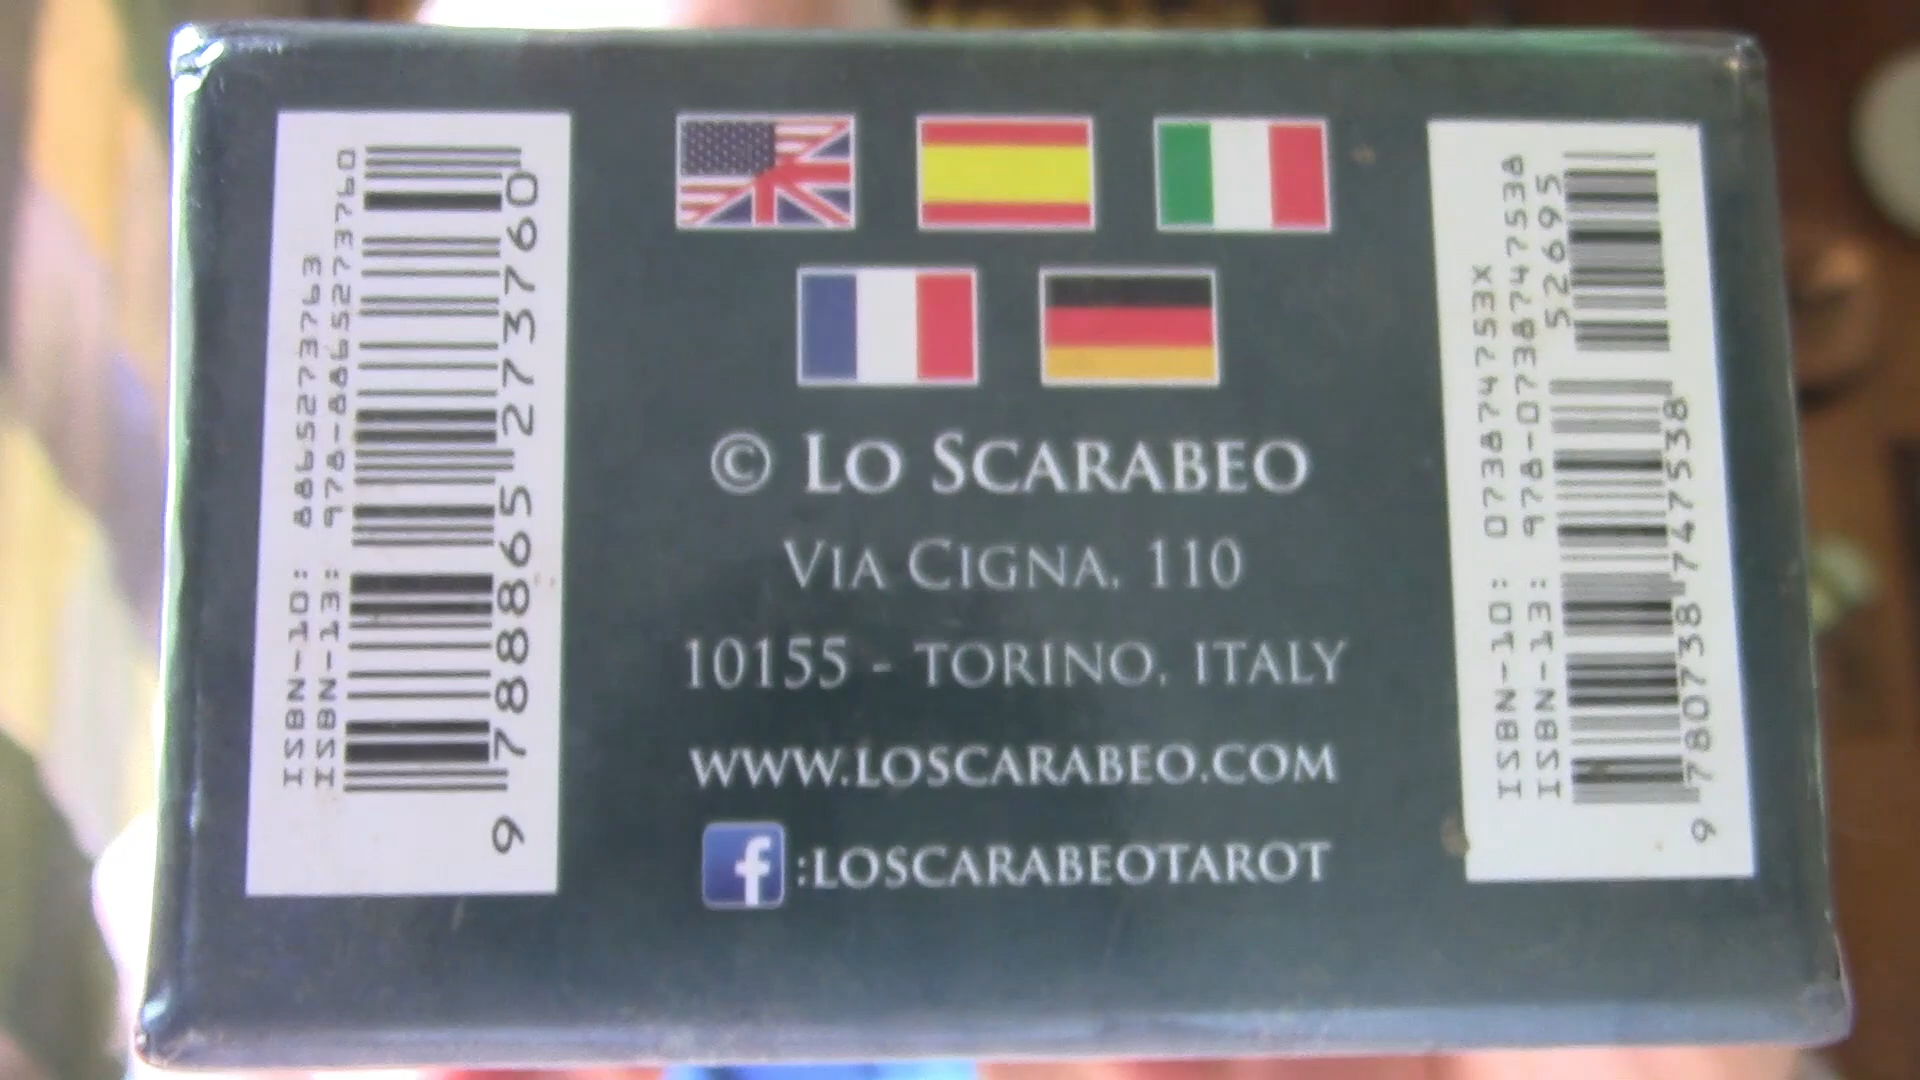 ISBN-10: 8865273763
ISBN-13: 978-8865273760
9 788865 273760
© LO SCARABEO
VIA CIGNA, 110
10155 - TORINO, ITALY
WWW.LOSCARABEO.COM
f :LOSCARABEOTAROT
ISBN-10: 073874753X
ISBN-13: 978-0738747538
52695
9 780738 747538